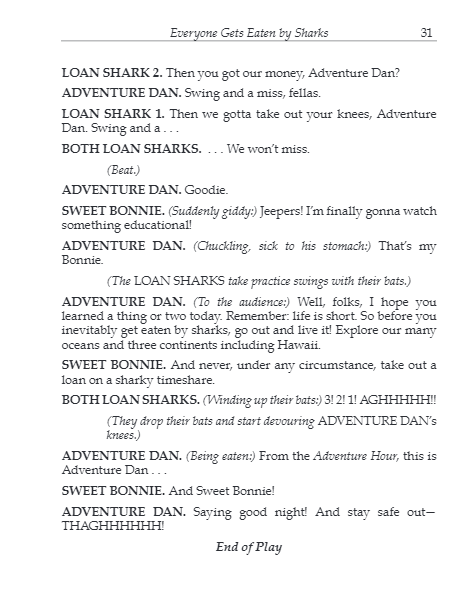 Everyone Gets Eaten by Sharks 31
LOAN SHARK 2. Then you got our money, Adventure Dan?
ADVENTURE DAN. Swing and a miss, fellas.
LOAN SHARK 1. Then we gotta take out your knees, Adventure
Dan. Swing and a . . .
BOTH LOAN SHARKS. . . . We won't miss.
(Beat.)
ADVENTURE DAN. Goodie.
SWEET BONNIE. (Suddenly giddy:) Jeepers! I'm finally gonna watch
something educational!
ADVENTURE DAN. (Chuckling, sick to his stomach:) That's my
Bonnie.
(The LOAN SHARKS take practice swings with their bats.)
ADVENTURE DAN. (To the audience:) Well, folks, I hope you
learned a thing or two today. Remember: life is short. So before you
inevitably get eaten by sharks, go out and live it! Explore our many
oceans and three continents including Hawaii.
SWEET BONNIE. And never, under any circumstance, take out a
loan on a sharky timeshare.
BOTH LOAN SHARKS. (Winding up their bats:) 3! 2! 1! AGHHHHH!!
(They drop their bats and start devouring ADVENTURE DAN's
knees.)
ADVENTURE DAN. (Being eaten:) From the Adventure Hour, this is
Adventure Dan . . .
SWEET BONNIE. And Sweet Bonnie!
ADVENTURE DAN. Saying good night! And stay safe out—
THAGHHHHHH!
End of Play